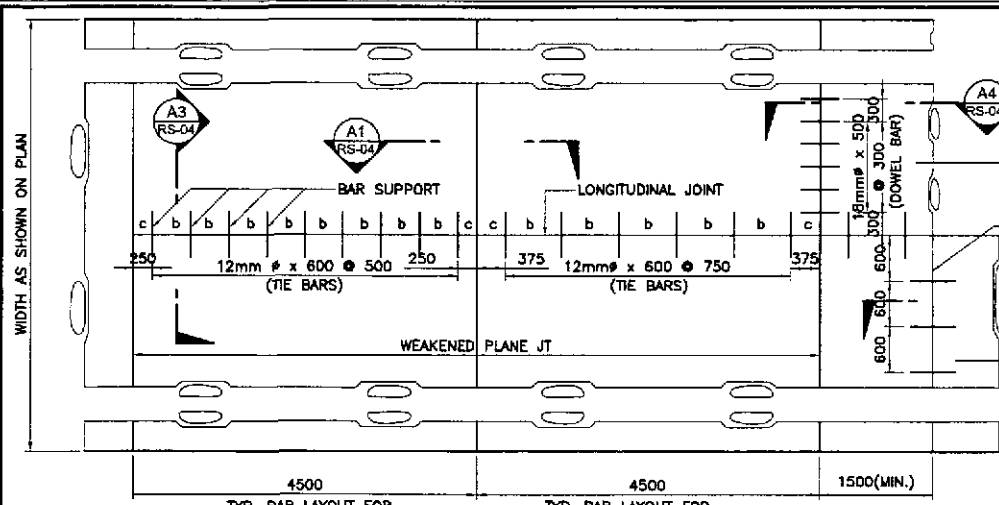 A3
RS-04
A1
RS-04
A4
RS-04
WIDTH AS SHOWN ON PLAN
BAR SUPPORT
LONGITUDINAL JOINT
300
18mmø x 500
@ 300
(DOWEL BAR)
300
c b b b b b b b b c c b b b b b c
250
12mm ø x 600 @ 500
250
(TIE BARS)
375
12mmø x 600 @ 750
375
(TIE BARS)
600
600
600
WEAKENED PLANE JT
4500
4500
1500(MIN.)
TYP. BAR LAYOUT FOR
TYP. BAR LAYOUT FOR